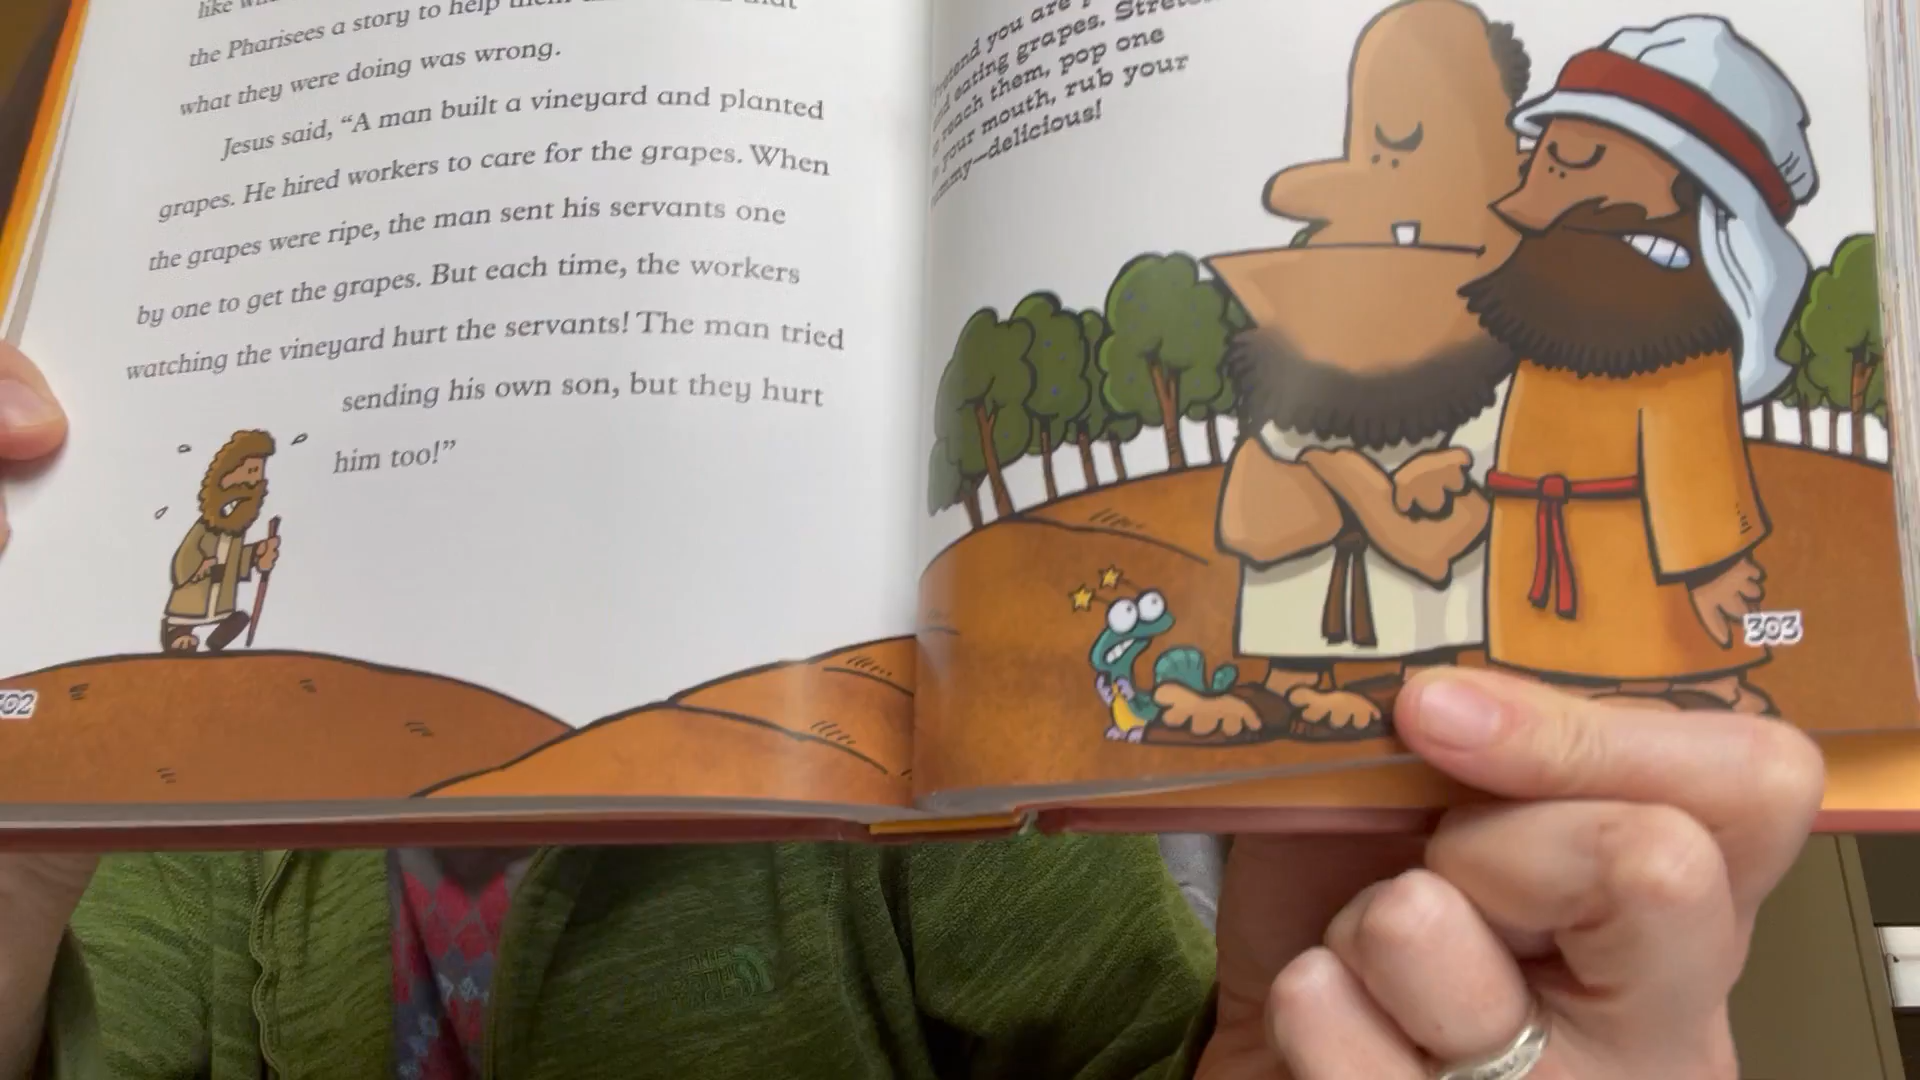 the Pharisees a story to help
what they were doing was wrong.
Jesus said, “A man built a vineyard and planted
grapes. He hired workers to care for the grapes. When
the grapes were ripe, the man sent his servants one
by one to get the grapes. But each time, the workers
watching the vineyard hurt the servants! The man tried
sending his own son, but they hurt
him too!”
you are
eating grapes.
reach them, pop one
your mouth, rub your
—delicious!
303
THE
NORTH
FACE